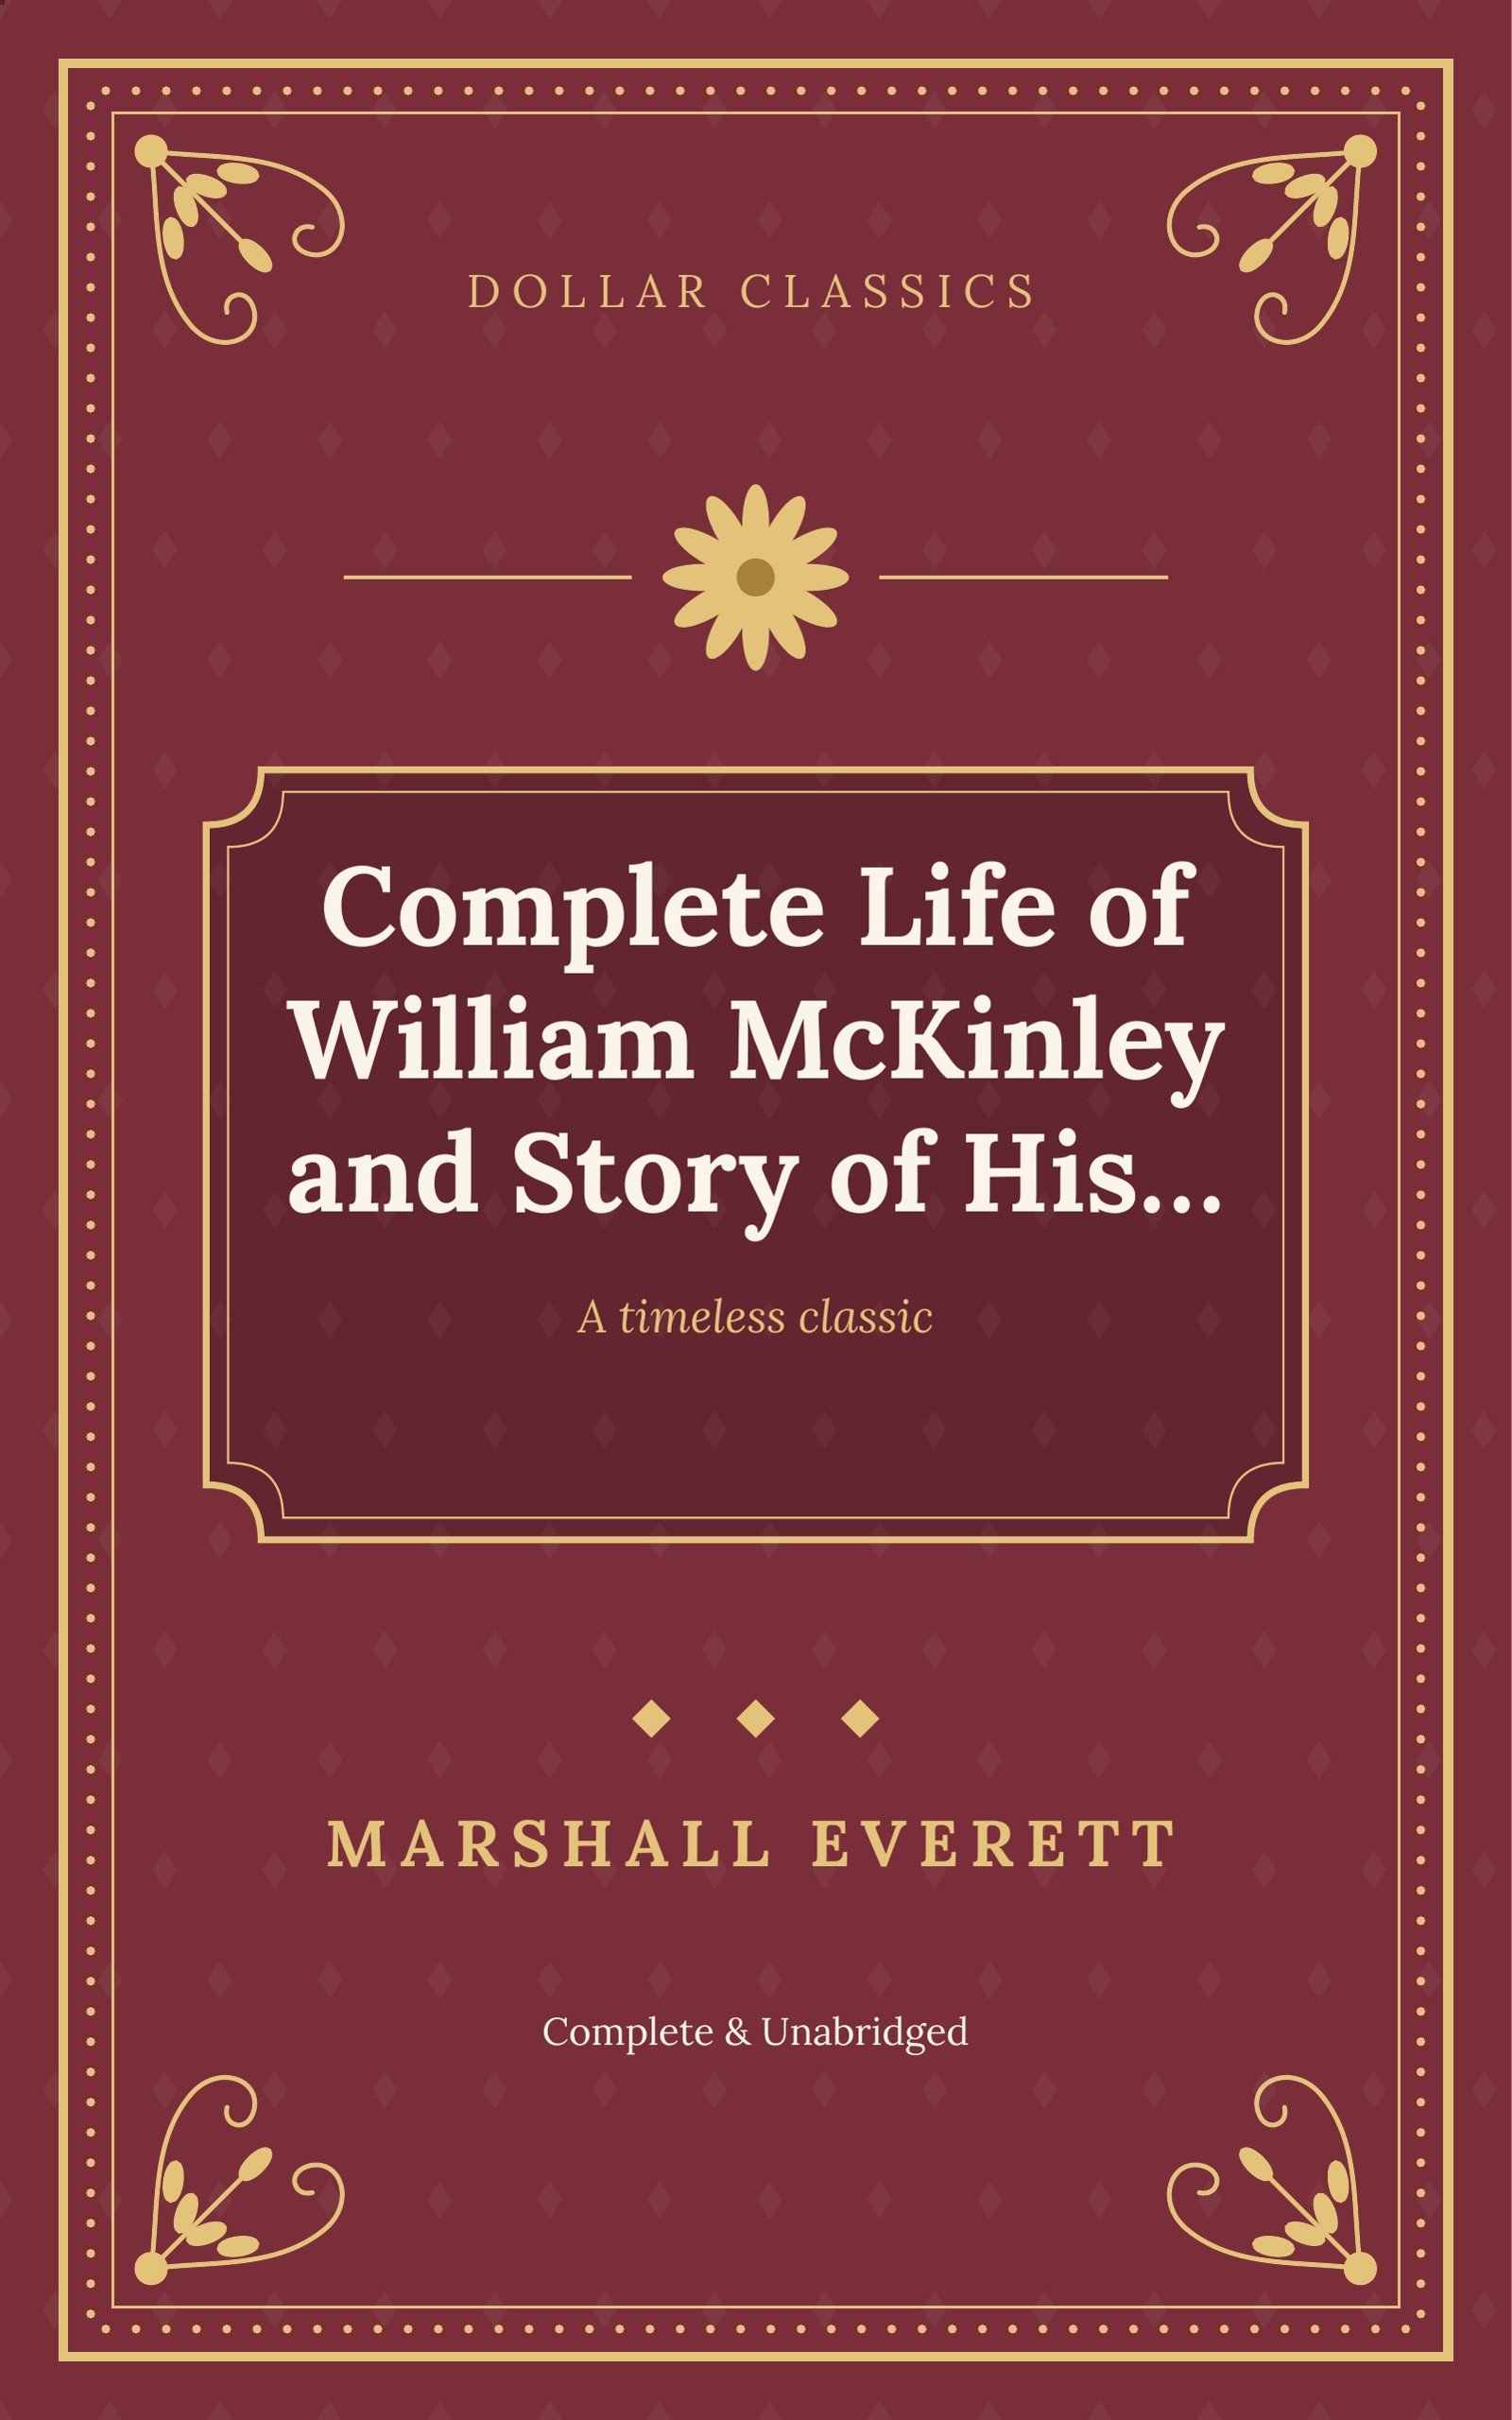 DOLLAR CLASSICS
Complete Life of
William McKinley
and Story of His...
A timeless classic
MARSHALL EVERETT
Complete & Unabridged